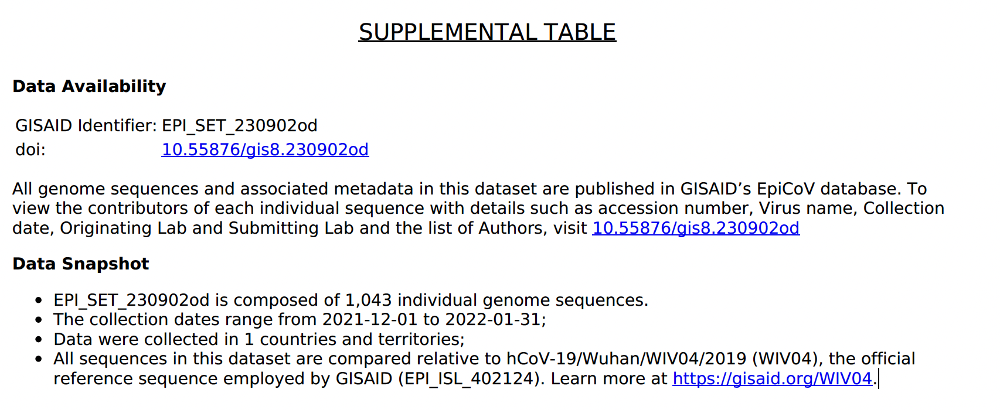 SUPPLEMENTAL TABLE
Data Availability
GISAID Identifier: EPI_SET_230902od
doi: 10.55876/gis8.230902od
All genome sequences and associated metadata in this dataset are published in GISAID’s EpiCoV database. To
view the contributors of each individual sequence with details such as accession number, Virus name, Collection
date, Originating Lab and Submitting Lab and the list of Authors, visit 10.55876/gis8.230902od
Data Snapshot
• EPI_SET_230902od is composed of 1,043 individual genome sequences.
• The collection dates range from 2021-12-01 to 2022-01-31;
• Data were collected in 1 countries and territories;
• All sequences in this dataset are compared relative to hCoV-19/Wuhan/WIV04/2019 (WIV04), the official
reference sequence employed by GISAID (EPI_ISL_402124). Learn more at https://gisaid.org/WIV04.